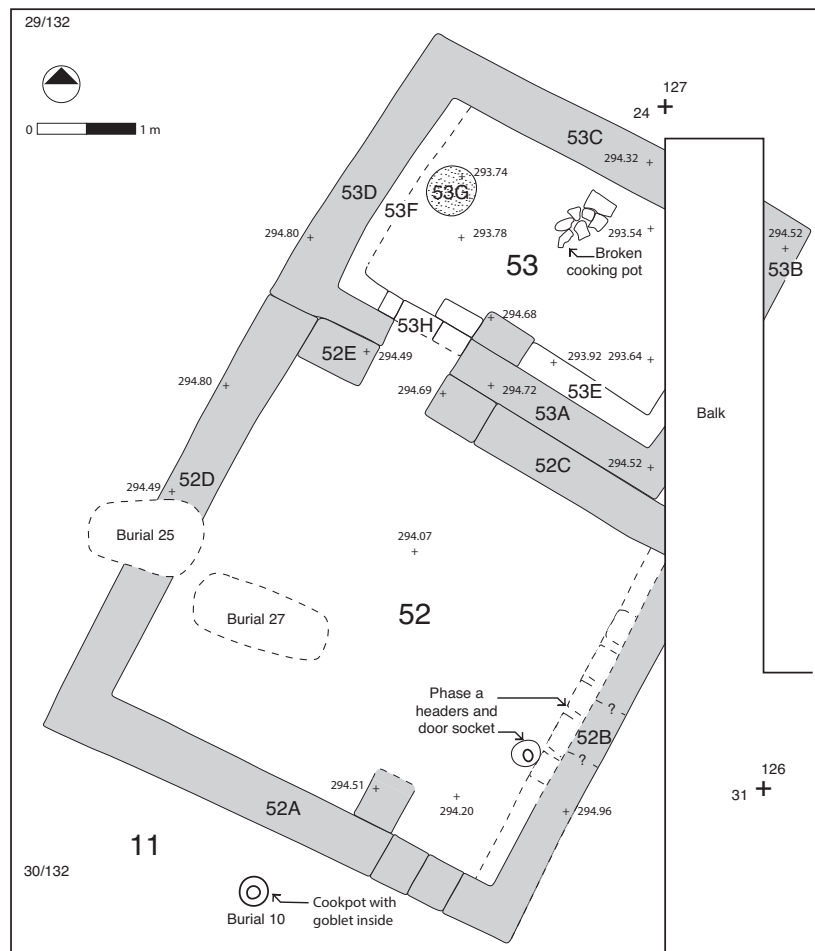 29/132
127
24
0
1 m
53C
294.32
293.74
53G
53D
53F
293.54
294.52
294.80
293.78
53B
53
Broken
cooking pot
294.68
53H
52E
294.49
293.92
293.64
294.80
53E
294.69
294.72
53A
Balk
52C
294.52
52D
294.49
Burial 25
294.07
Burial 27
52
Phase a
headers and
door socket
?
52B
?
126
31
294.51
52A
294.20
294.96
11
30/132
Cookpot with
goblet inside
Burial 10